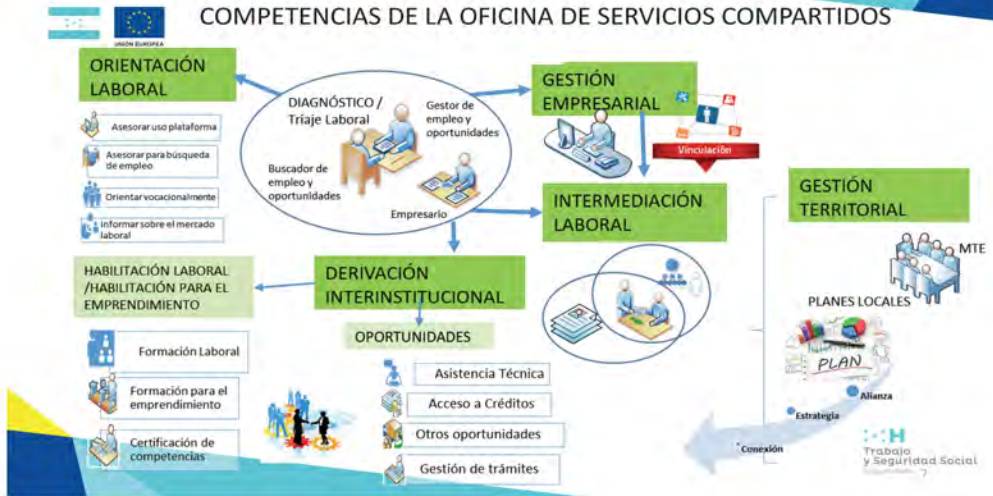 COMPETENCIAS DE LA OFICINA DE SERVICIOS COMPARTIDOS
UNIÓN EUROPEA
ORIENTACIÓN
LABORAL
Asesorar uso plataforma
Asesorar para búsqueda
de empleo
Orientar vocacionalmente
Informar sobre el mercado
laboral
DIAGNÓSTICO /
Triaje Laboral
Gestor de
empleo y
oportunidades
Buscador de
empleo y
oportunidades
Empresario
GESTIÓN
EMPRESARIAL
Vinculación
INTERMEDIACIÓN
LABORAL
GESTIÓN
TERRITORIAL
MTE
PLANES LOCALES
PLAN
Alianza
Estrategia
Conexión
HABILITACIÓN LABORAL
/HABILITACIÓN PARA EL
EMPRENDIMIENTO
Formación Laboral
Formación para el
emprendimiento
Certificación de
competencias
DERIVACIÓN
INTERINSTITUCIONAL
OPORTUNIDADES
Asistencia Técnica
Acceso a Créditos
Otros oportunidades
Gestión de trámites
H
Trabajo
y Seguridad Social
7